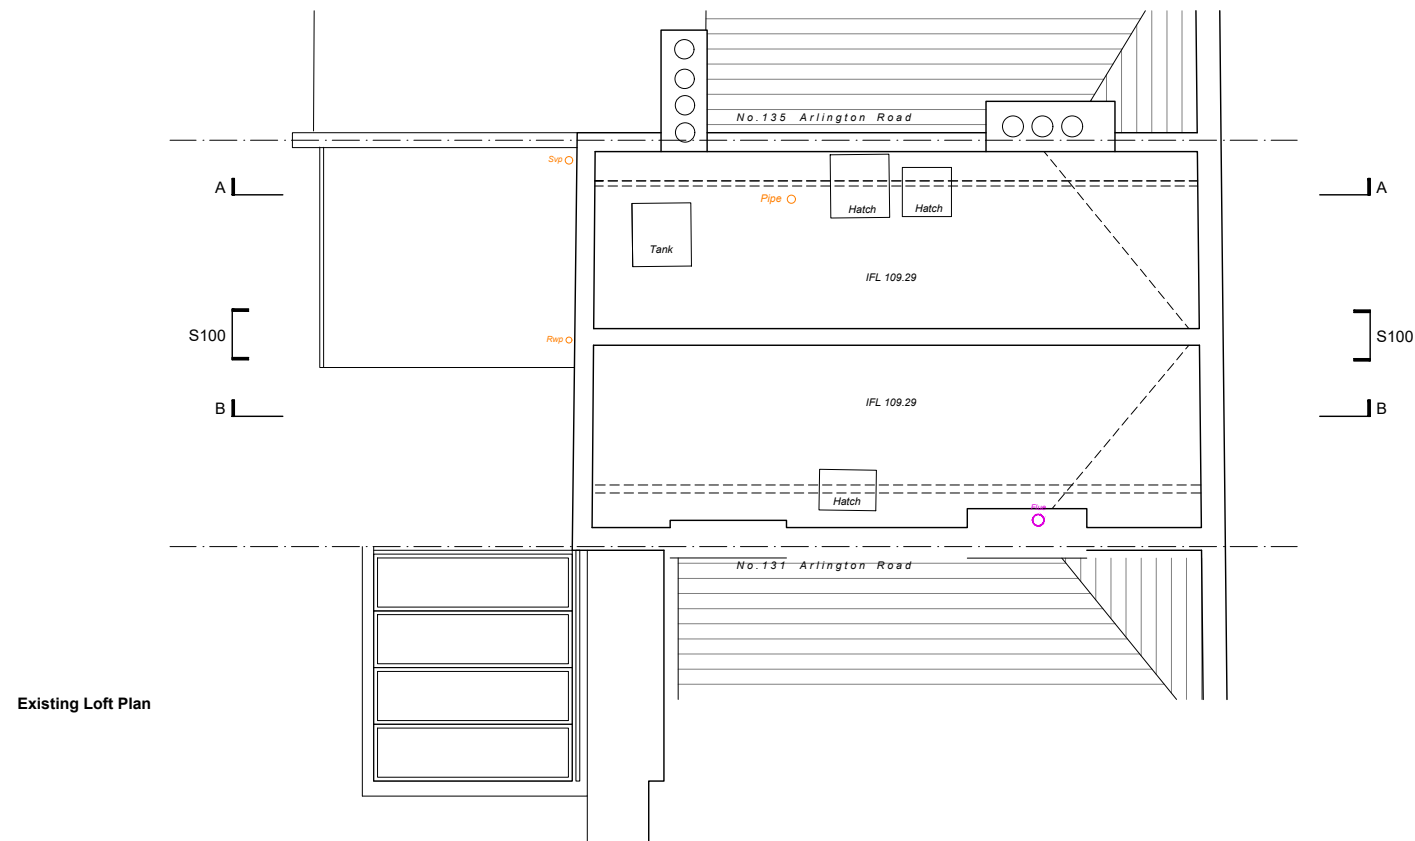 No.135 Arlington Road
Svp
A
A
Pipe
Hatch
Hatch
Tank
IFL 109.29
S100
Rwp
S100
IFL 109.29
B
B
Hatch
Flue
No.131 Arlington Road
Existing Loft Plan